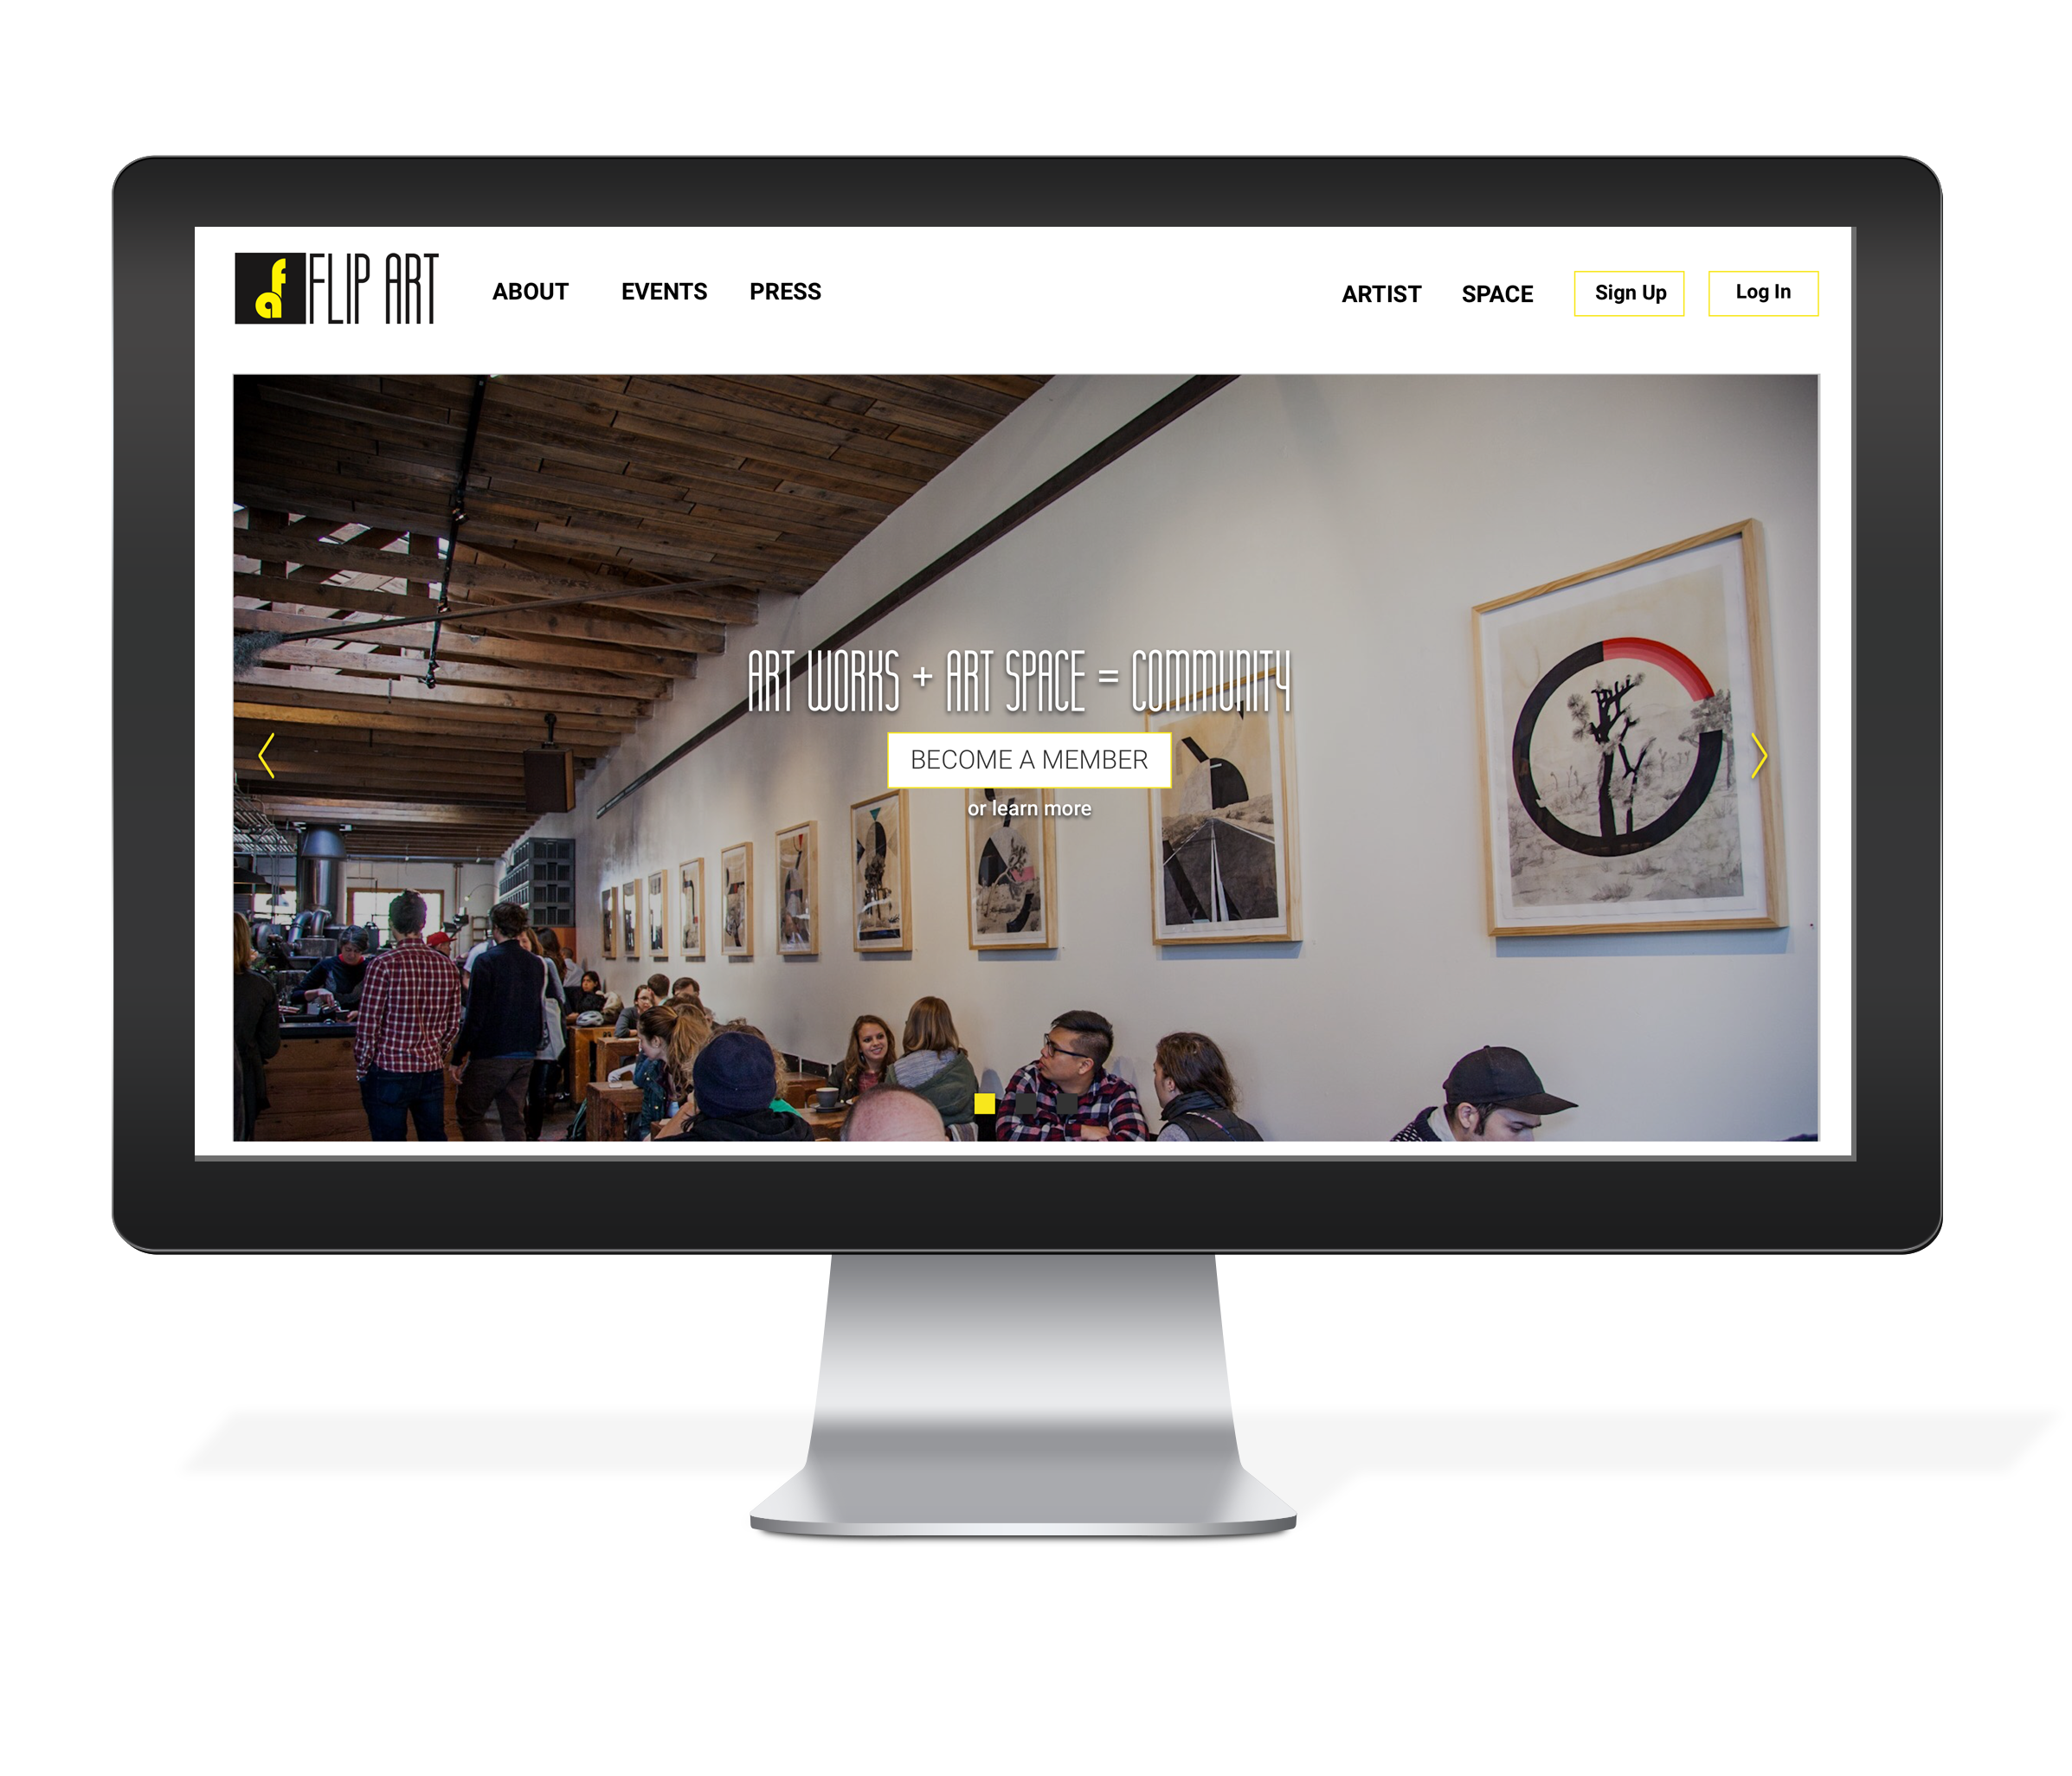 fa FLIP ART
ABOUT EVENTS PRESS
ARTIST SPACE Sign Up Log In
ART WORKS + ART SPACE = COMMUNITY
BECOME A MEMBER
or learn more